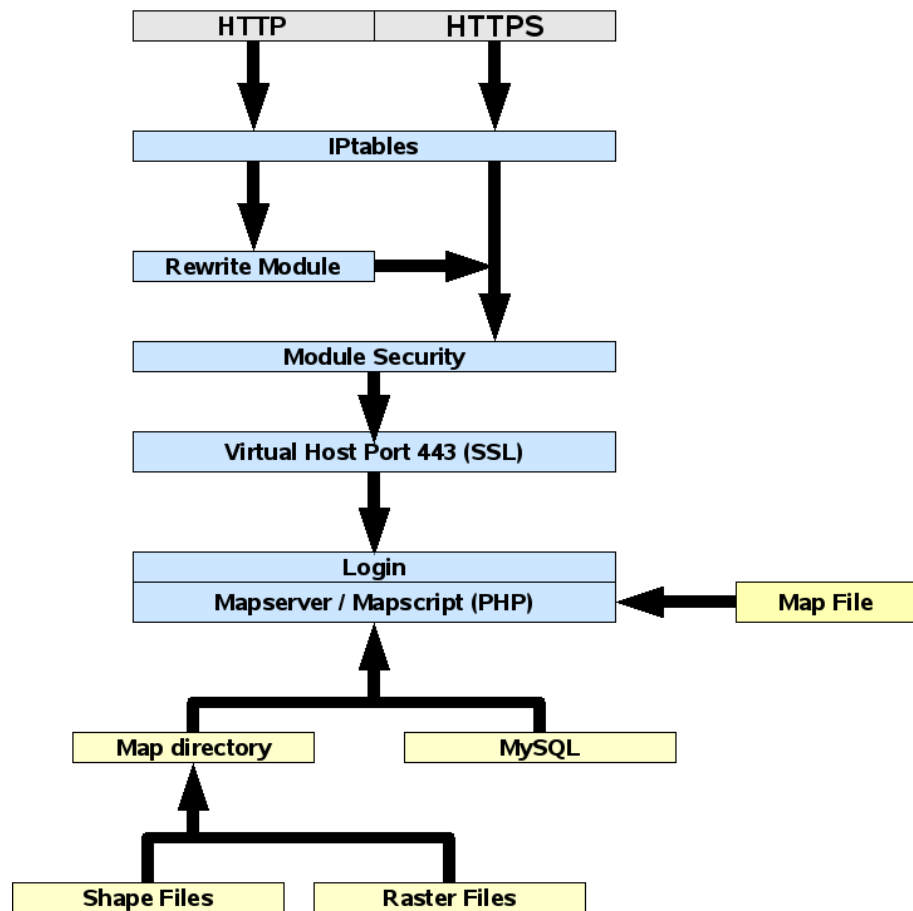 HTTP
HTTPS
IPtables
Rewrite Module
Module Security
Virtual Host Port 443 (SSL)
Login
Mapserver / Mapscript (PHP)
Map File
Map directory
MySQL
Shape Files
Raster Files